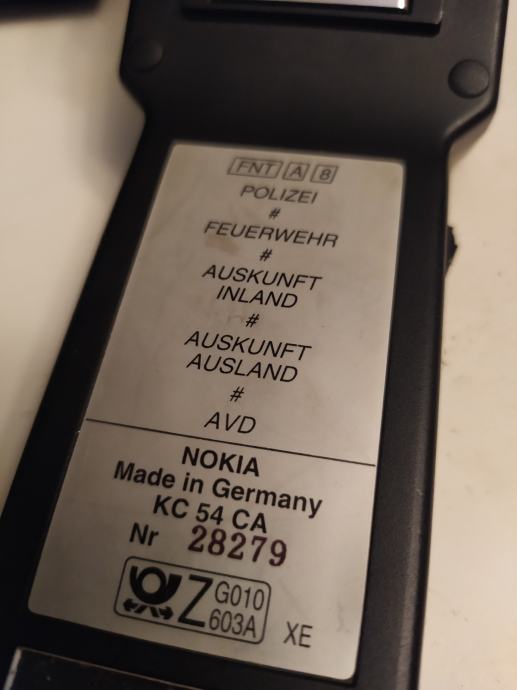 FNT A 8
POLIZEI
#
FEUERWEHR
#
AUSKUNFT
INLAND
#
AUSKUNFT
AUSLAND
#
AVD
NOKIA
Made in Germany
KC 54 CA
Nr 28279
Z G010
603A XE